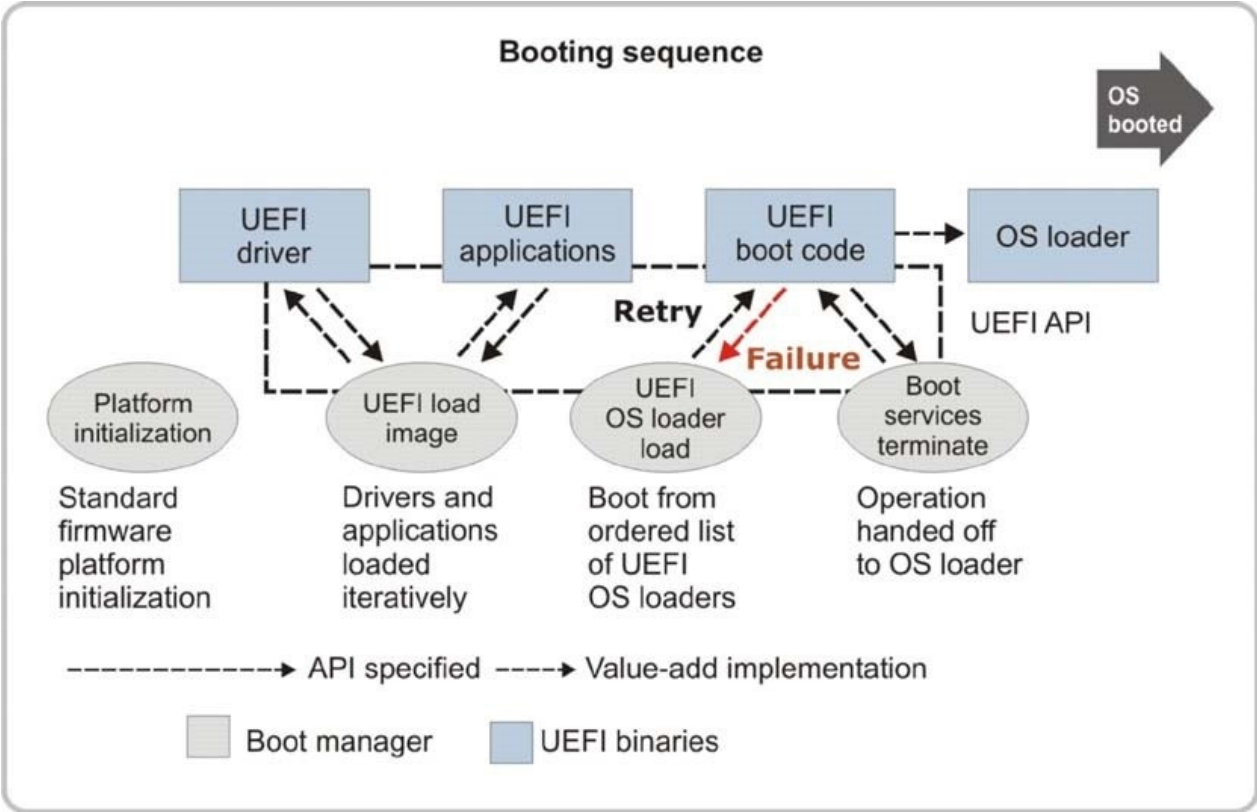 Booting sequence
OS
booted
UEFI
driver
UEFI
applications
UEFI
boot code
OS loader
Retry
Failure
UEFI API
Platform
initialization
UEFI load
image
UEFI
OS loader
load
Boot
services
terminate
Standard
firmware
platform
initialization
Drivers and
applications
loaded
iteratively
Boot from
ordered list
of UEFI
OS loaders
Operation
handed off
to OS loader
API specified
Value-add implementation
Boot manager
UEFI binaries